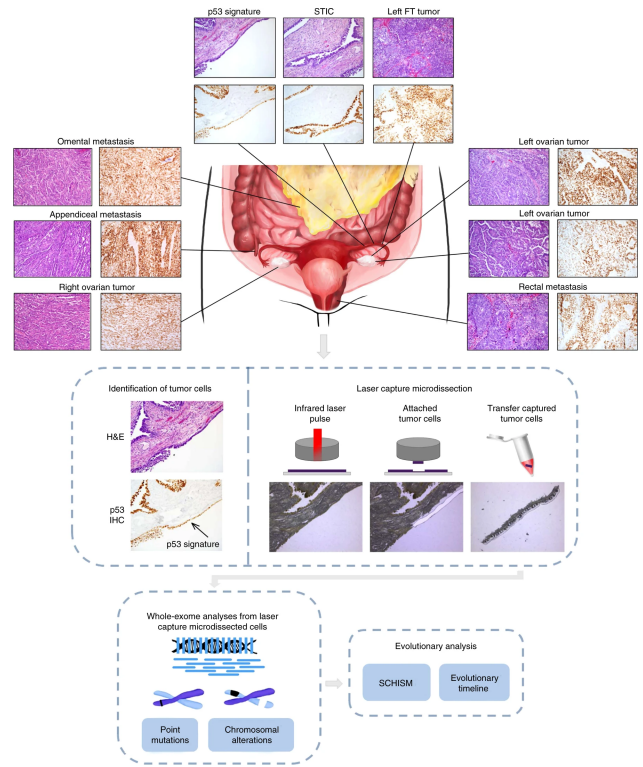 p53 signature
STIC
Left FT tumor
Omental metastasis
Left ovarian tumor
Appendiceal metastasis
Left ovarian tumor
Right ovarian tumor
Rectal metastasis
Identification of tumor cells
H&E
p53
IHC
p53 signature
Laser capture microdissection
Infrared laser
pulse
Attached
tumor cells
Transfer captured
tumor cells
Whole-exome analyses from laser
capture microdissected cells
Point
mutations
Chromosomal
alterations
Evolutionary analysis
SCHISM
Evolutionary
timeline